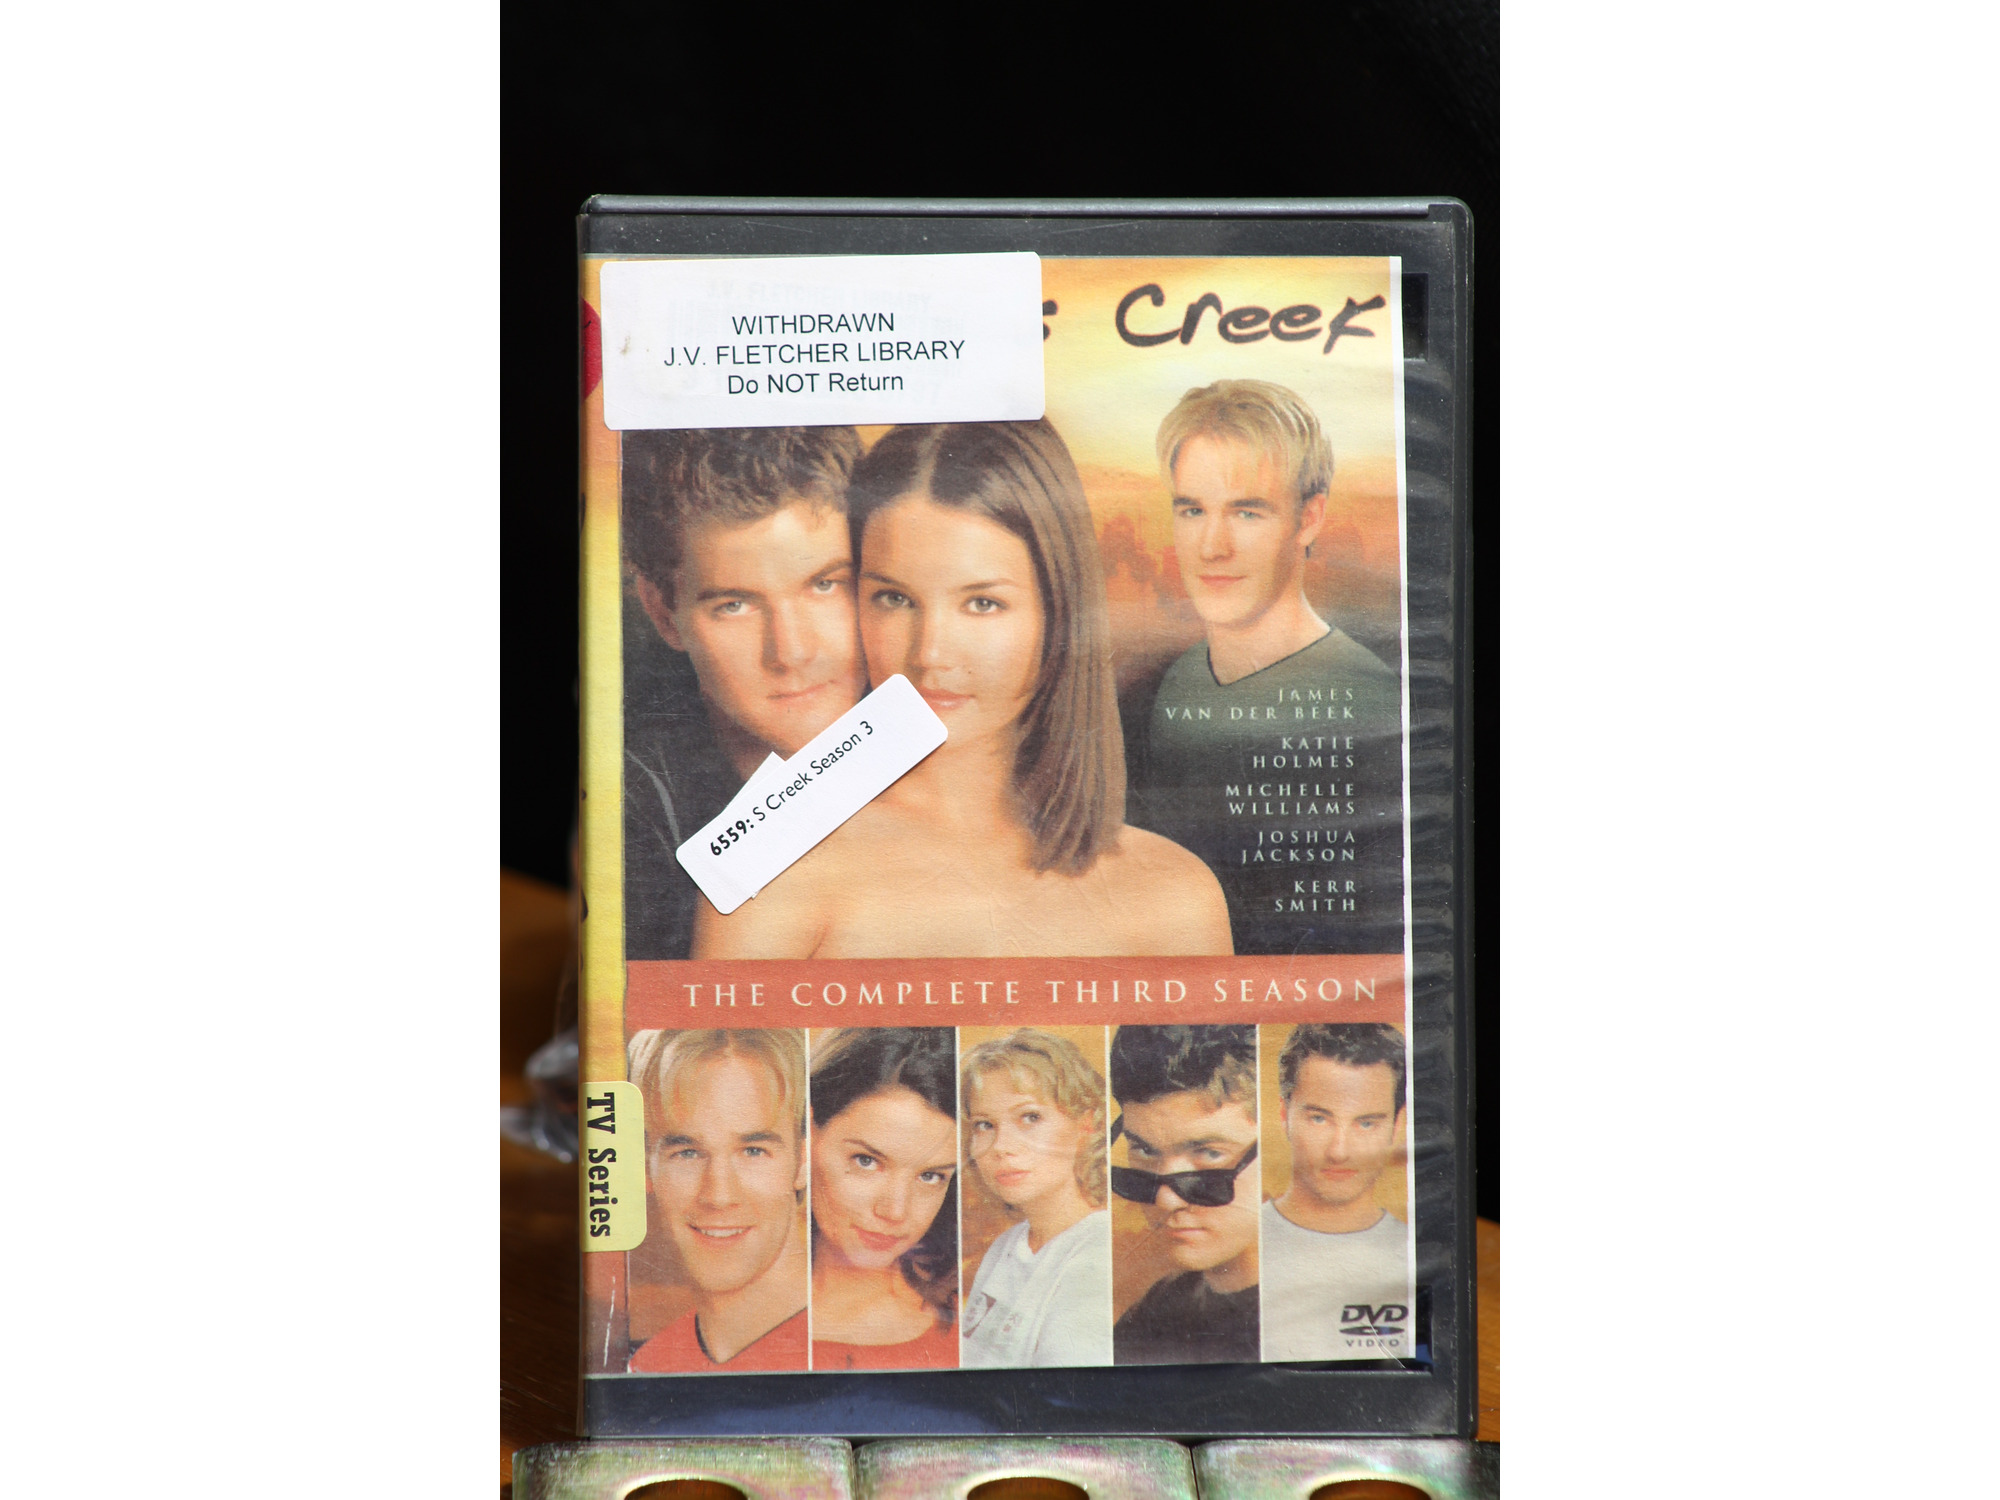 WITHDRAWN
J.V. FLETCHER LIBRARY
Do NOT Return
s Creek
JAMES
VAN DER BEEK
KATIE
HOLMES
MICHELLE
WILLIAMS
JOSHUA
JACKSON
KERR
SMITH
6559: S Creek Season 3
THE COMPLETE THIRD SEASON
TV Series
DVD
VIDEO